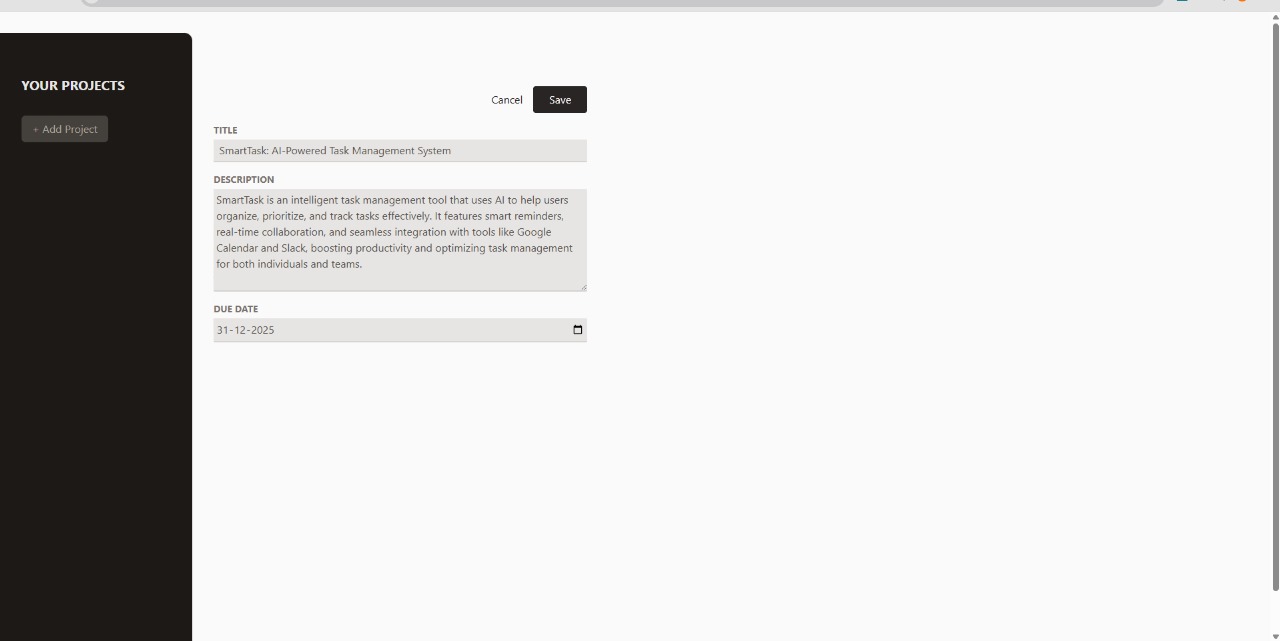 YOUR PROJECTS
+ Add Project
Cancel
Save
TITLE
SmartTask: AI-Powered Task Management System
DESCRIPTION
SmartTask is an intelligent task management tool that uses AI to help users
organize, prioritize, and track tasks effectively. It features smart reminders,
real-time collaboration, and seamless integration with tools like Google
Calendar and Slack, boosting productivity and optimizing task management
for both individuals and teams.
DUE DATE
31-12-2025